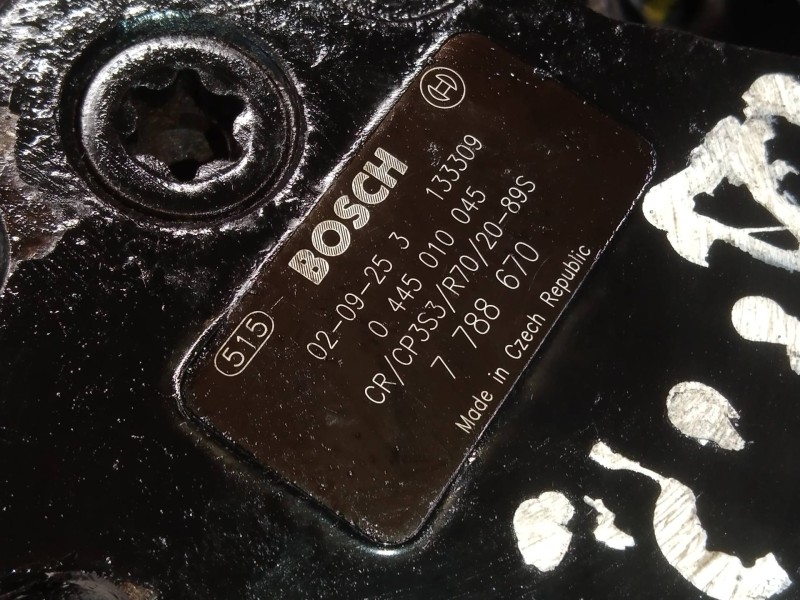 BOSCH
515
02-09-25 3 133309
0 445 010 045
CR/CP3S3/R70/20-89S
7 788 670
Made in Czech Republic